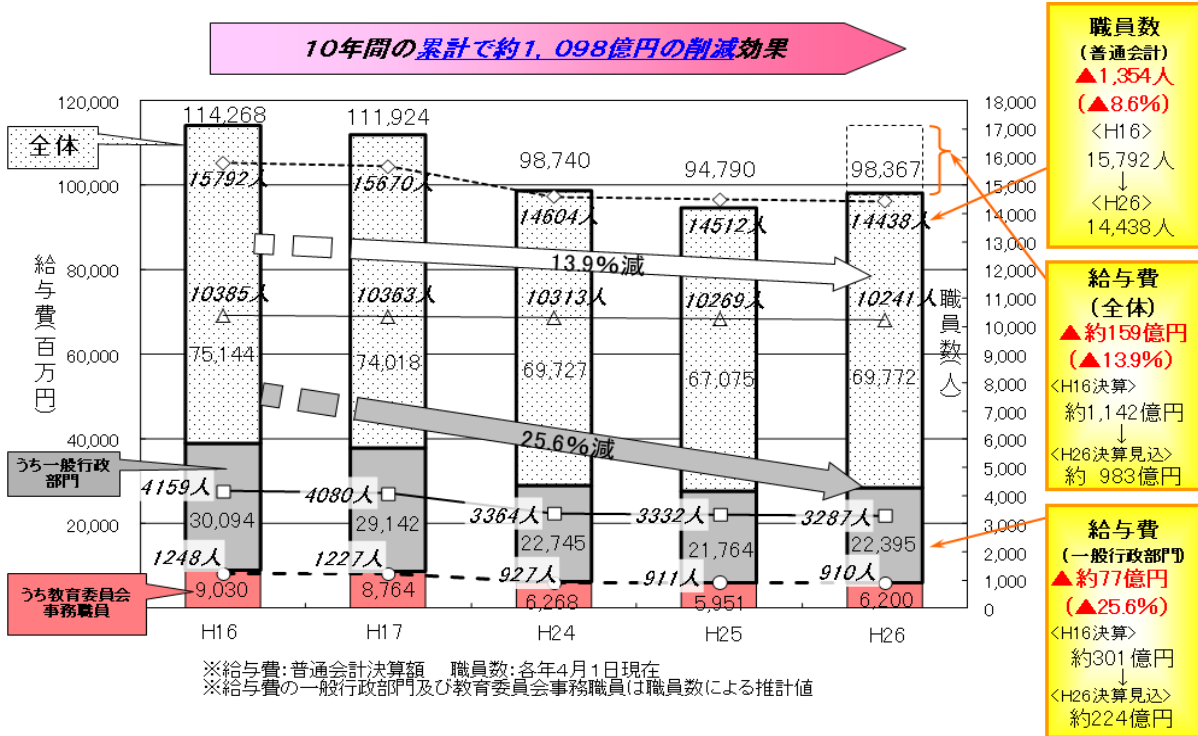 10年間の累計で約1,098億円の削減効果
職員数
(普通会計)
▲1,354人
(▲8.6%)
<H16>
15,792人
↓
<H26>
14,438人
給与費
(全体)
▲約159億円
(▲13.9%)
<H16決算>
約1,142億円
↓
<H26決算見込>
約 983億円
給与費
(一般行政部門)
▲約77億円
(▲25.6%)
<H16決算>
約301億円
↓
<H26決算見込>
約224億円
給与費(百万円)
120,000
100,000
80,000
60,000
40,000
20,000
全体
うち一般行政
部門
うち教育委員会
事務職員
114,268
111,924
98,740
94,790
98,367
15792人
15670人
14604人
14512人
14438人
13.9%減
10385人
10363人
10313人
10269人
10241人
75,144
74,018
69,727
67,075
69,772
25.6%減
4159人
4080人
3364人
3332人
3287人
30,094
29,142
22,745
21,764
22,395
1248人
1227人
927人
911人
910人
9,030
8,764
6,268
5,951
6,200
H16
H17
H24
H25
H26
18,000
17,000
16,000
15,000
14,000
13,000
12,000
11,000
10,000
9,000
8,000
7,000
6,000
5,000
4,000
3,000
2,000
1,000
0
職員数(人)
※給与費:普通会計決算額 職員数:各年4月1日現在
※給与費の一般行政部門及び教育委員会事務職員は職員数による推計値